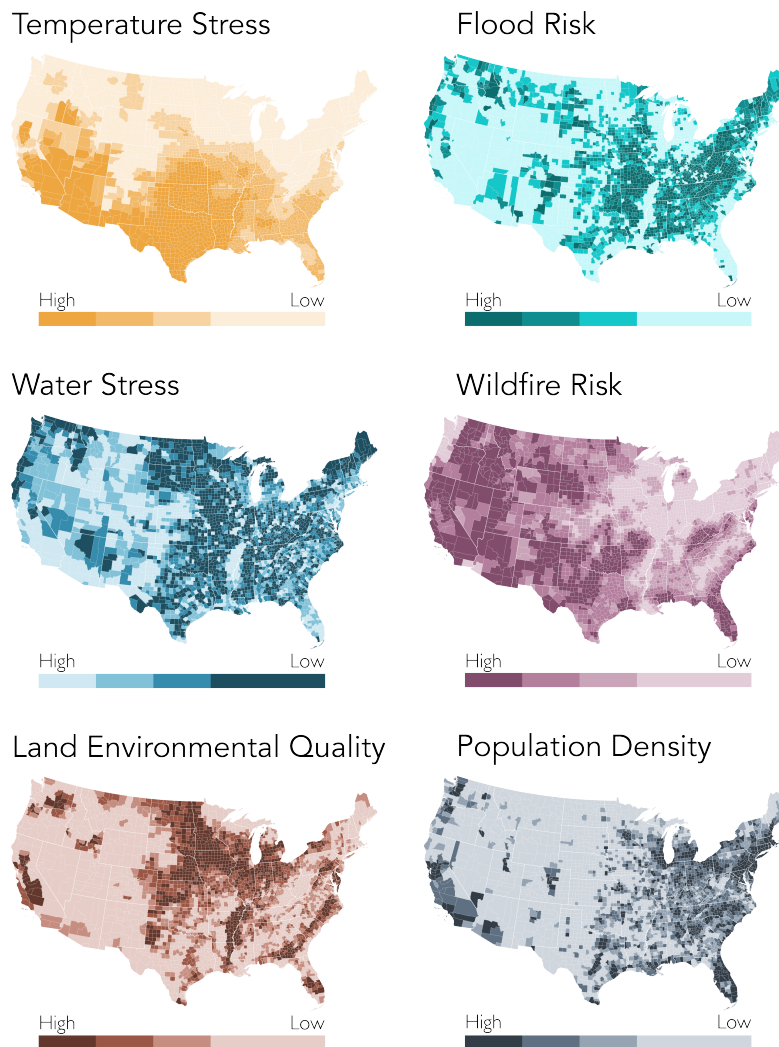 Temperature Stress
Flood Risk
High Low
High Low
Water Stress
Wildfire Risk
High Low
High Low
Land Environmental Quality
Population Density
High Low
High Low